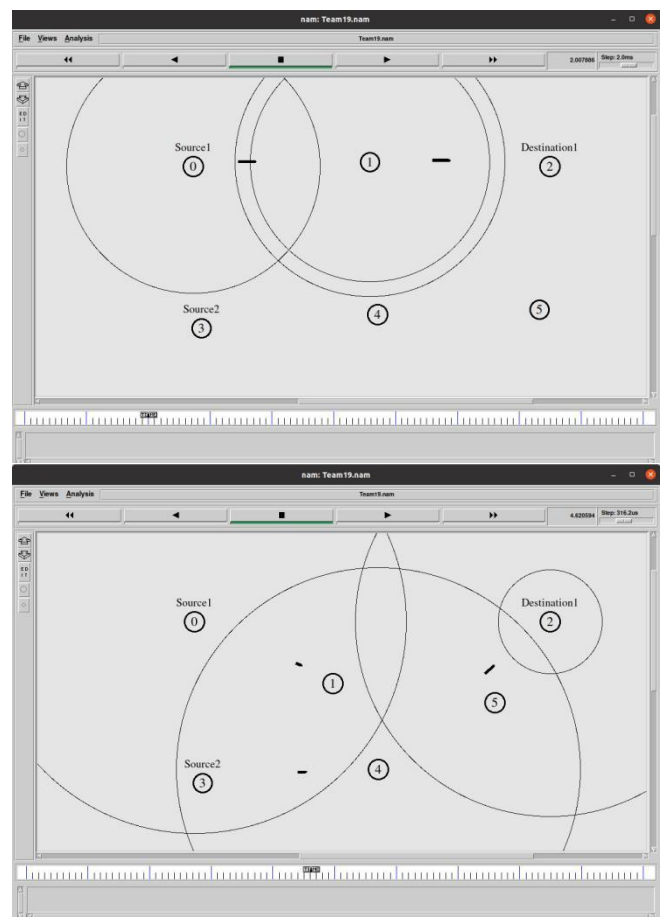 nam: Team19.nam
File Views Analysis Team19.nam
2.007886 Step: 2.0ms
Source1
0
1
Destination1
2
Source2
3
4
5
nam: Team19.nam
File Views Analysis Team19.nam
4.620594 Step: 316.2us
Source1
0
Destination1
2
1
5
Source2
3
4